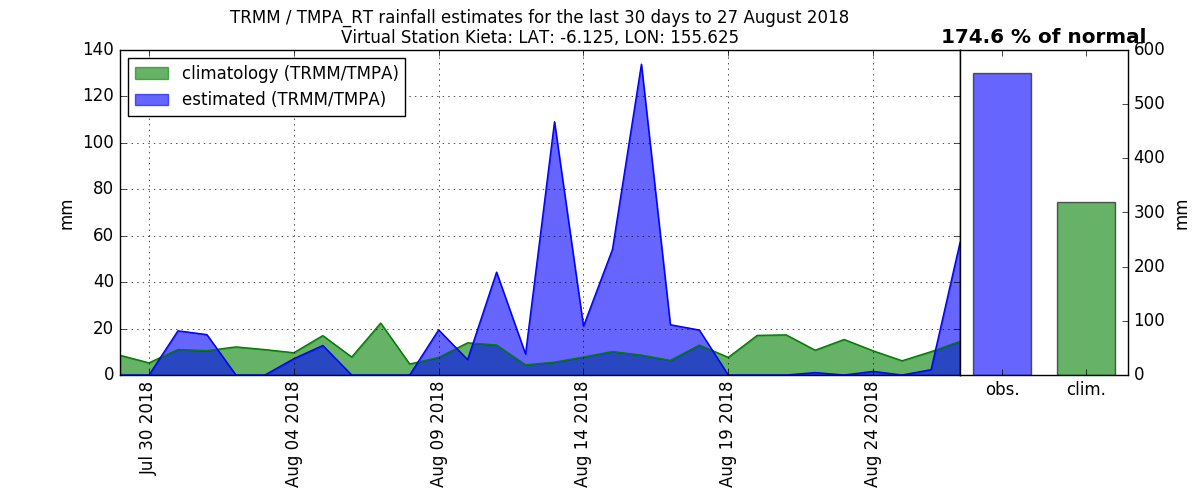 TRMM / TMPA_RT rainfall estimates for the last 30 days to 27 August 2018
Virtual Station Kieta: LAT: -6.125, LON: 155.625
174.6 % of normal
climatology (TRMM/TMPA)
estimated (TRMM/TMPA)
mm
140
120
100
80
60
40
20
0
Jul 30 2018
Aug 04 2018
Aug 09 2018
Aug 14 2018
Aug 19 2018
Aug 24 2018
600
500
400
300
200
100
0
mm
obs.
clim.